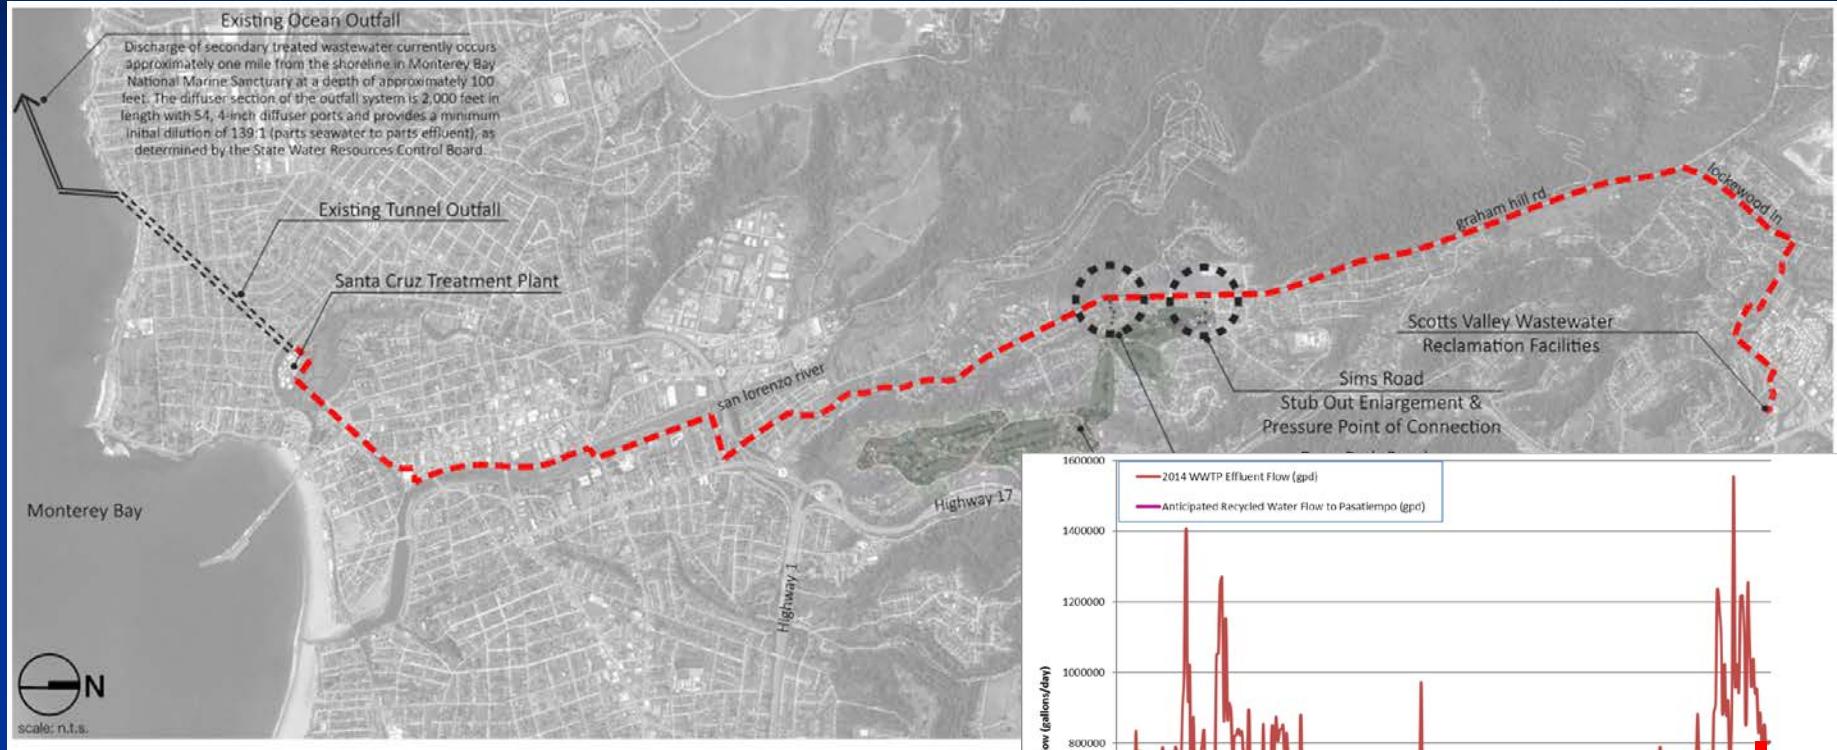 Existing Ocean Outfall
Discharge of secondary treated wastewater currently occurs
approximately one mile from the shoreline in Monterey Bay
National Marine Sanctuary at a depth of approximately 100
feet. The diffuser section of the outfall system is 2,000 feet in
length with 54, 4-inch diffuser ports and provides a minimum
initial dilution of 139:1 (parts seawater to parts effluent), as
determined by the State Water Resources Control Board.
Existing Tunnel Outfall
Santa Cruz Treatment Plant
san lorenzo river
graham hill rd
lockewood ln
Scotts Valley Wastewater
Reclamation Facilities
Sims Road
Stub Out Enlargement &
Pressure Point of Connection
Highway 17
Highway 1
Monterey Bay
N
scale: n.t.s.
2014 WWTP Effluent Flow (gpd)
Anticipated Recycled Water Flow to Pasatiempo (gpd)
1600000
1400000
1200000
1000000
800000
(gallons/day)